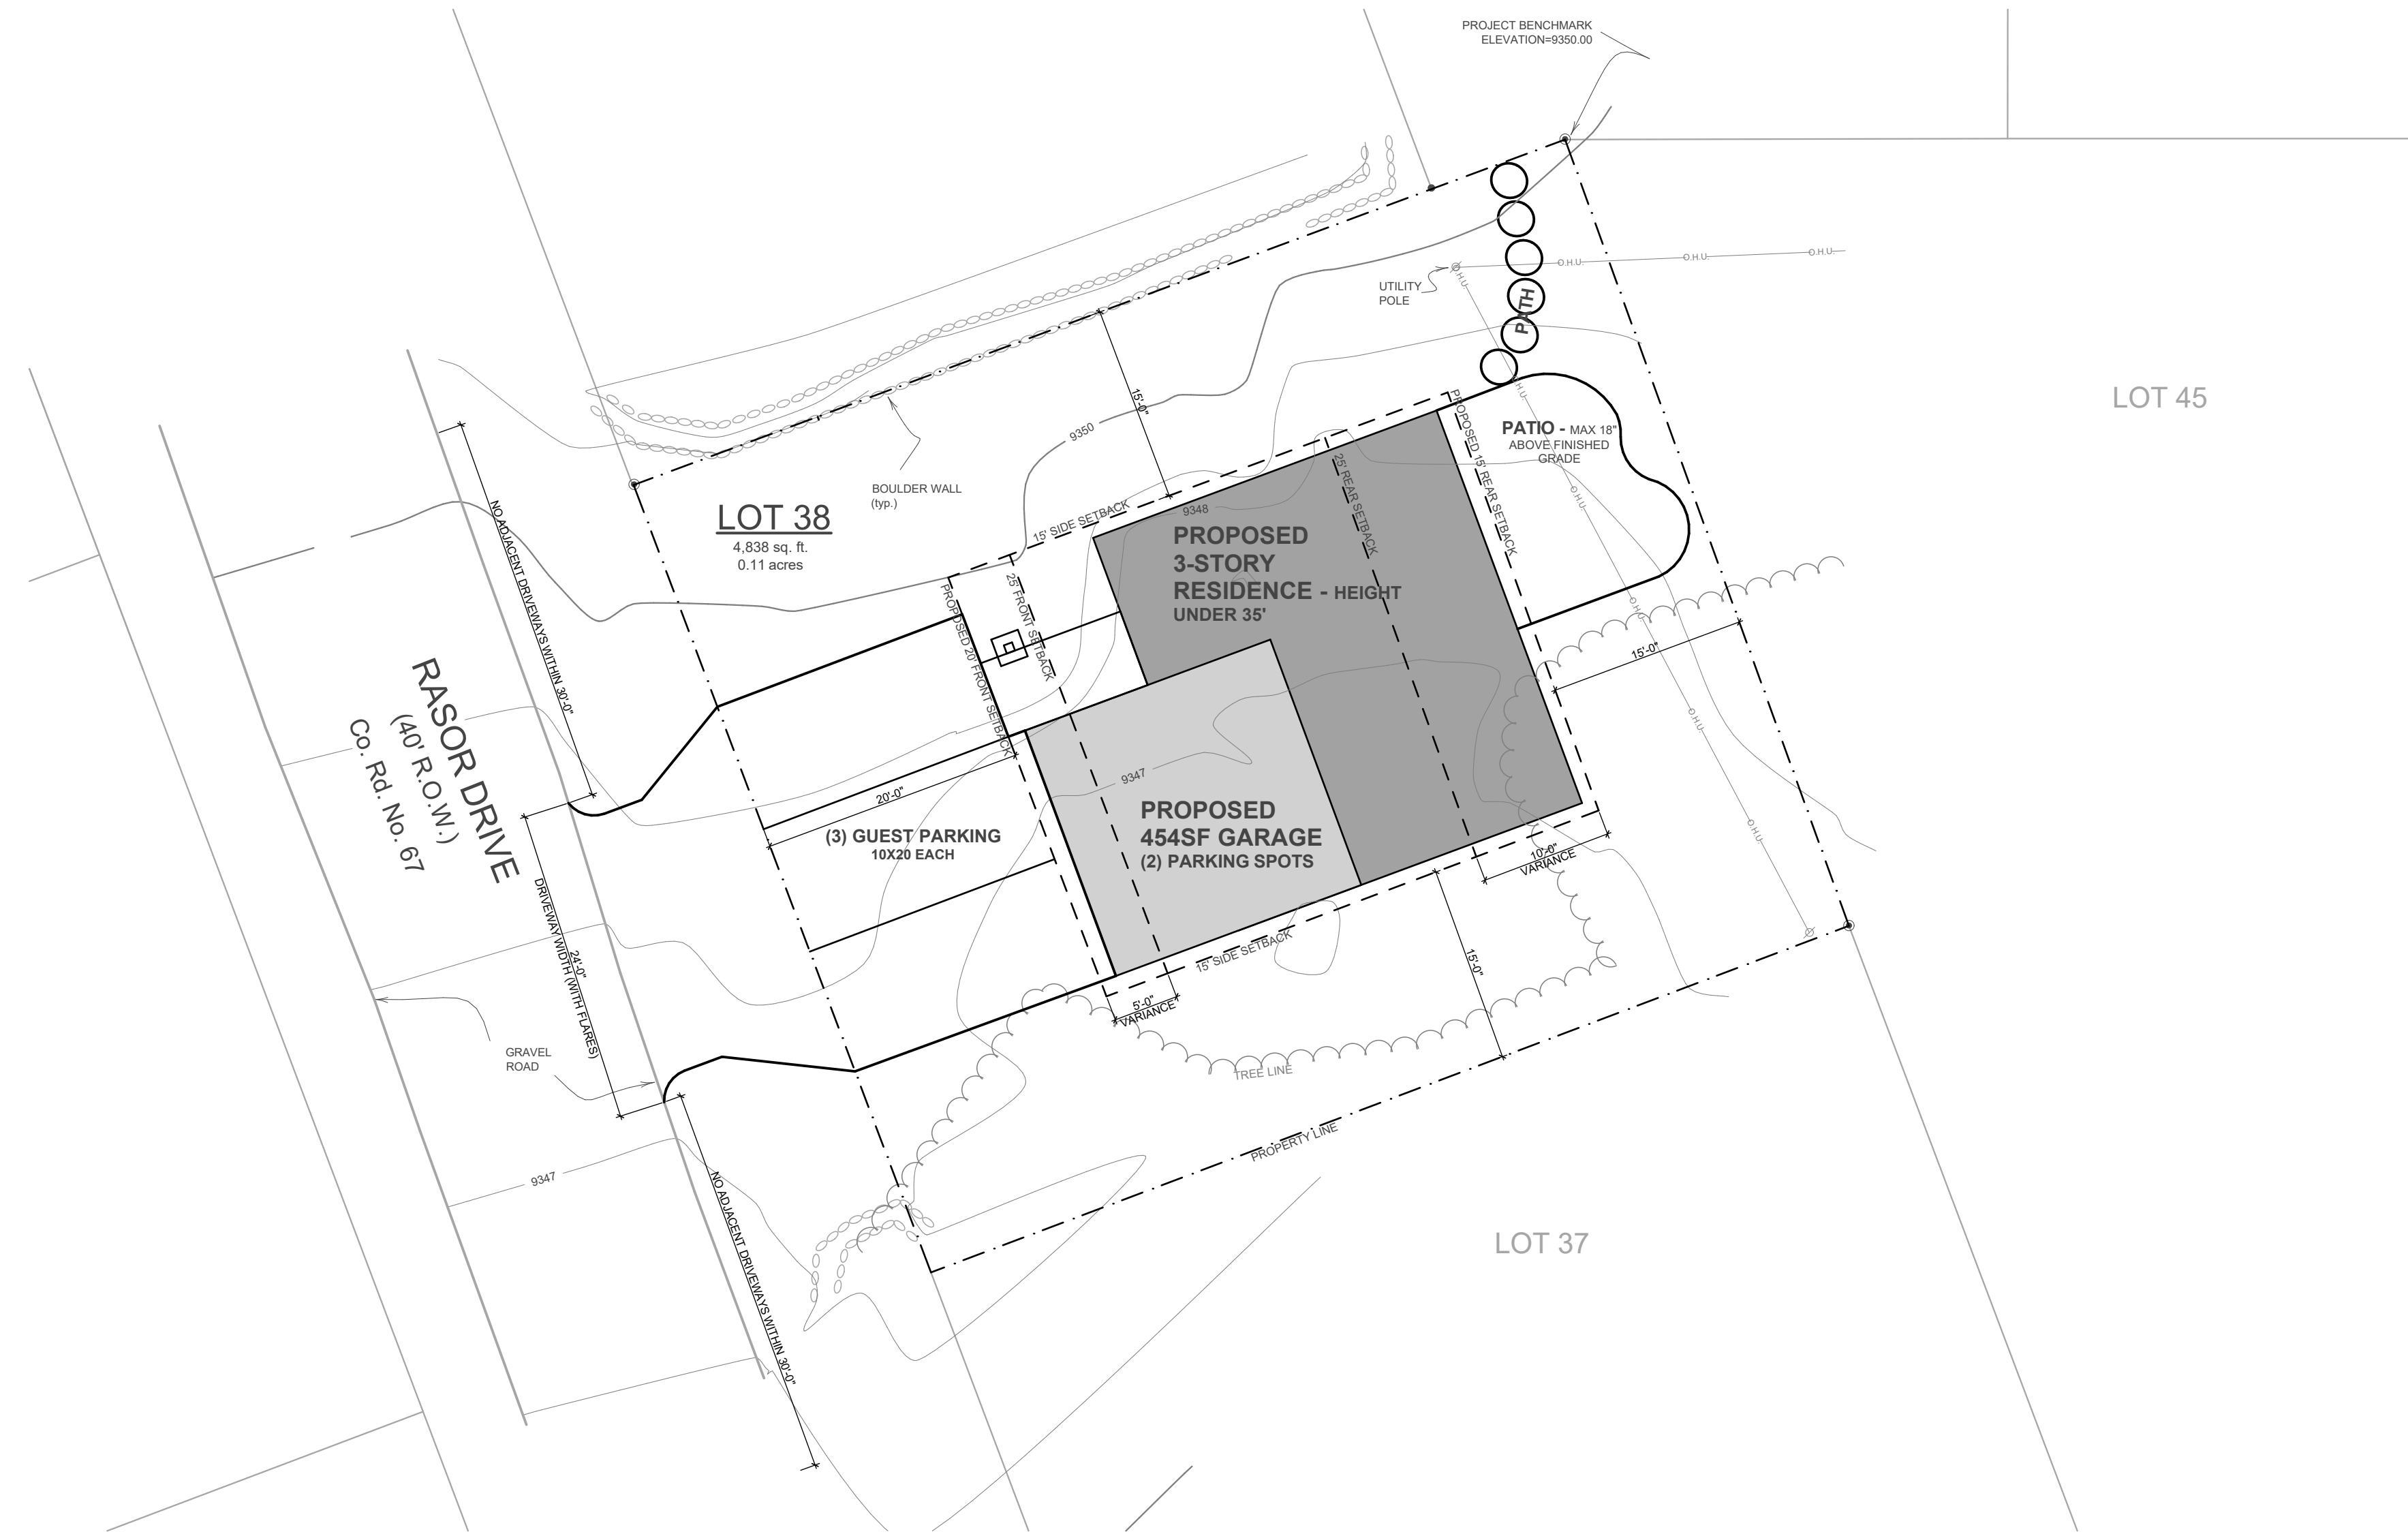 PROJECT BENCHMARK
ELEVATION=9350.00
O.H.U.
O.H.U.
O.H.U.
O.H.U.
UTILITY
POLE
PATH
15'-0"
O.H.U.
LOT 45
PATIO - MAX 18"
ABOVE FINISHED
GRADE
9350
PROPOSED 15' REAR SETBACK
25' REAR SETBACK
O.H.U.
BOULDER WALL
(typ.)
LOT 38
4,838 sq. ft.
0.11 acres
15' SIDE SETBACK
9348
PROPOSED
3-STORY
RESIDENCE - HEIGHT
UNDER 35'
NO ADJACENT DRIVEWAYS WITHIN 30'-0"
PROPOSED 20' FRONT SETBACK
25' FRONT SETBACK
O.H.U.
15'-0"
O.H.U.
RASOR DRIVE
(40' R.O.W.)
Co. Rd. No. 67
9347
20'-0"
(3) GUEST PARKING
10X20 EACH
PROPOSED
454SF GARAGE
(2) PARKING SPOTS
10'-0"
VARIANCE
O.H.U.
24'-0"
DRIVEWAY WIDTH (WITH FLARES)
15' SIDE SETBACK
15'-0"
5'-0"
VARIANCE
GRAVEL
ROAD
TREE LINE
PROPERTY LINE
9347
NO ADJACENT DRIVEWAYS WITHIN 30'-0"
LOT 37